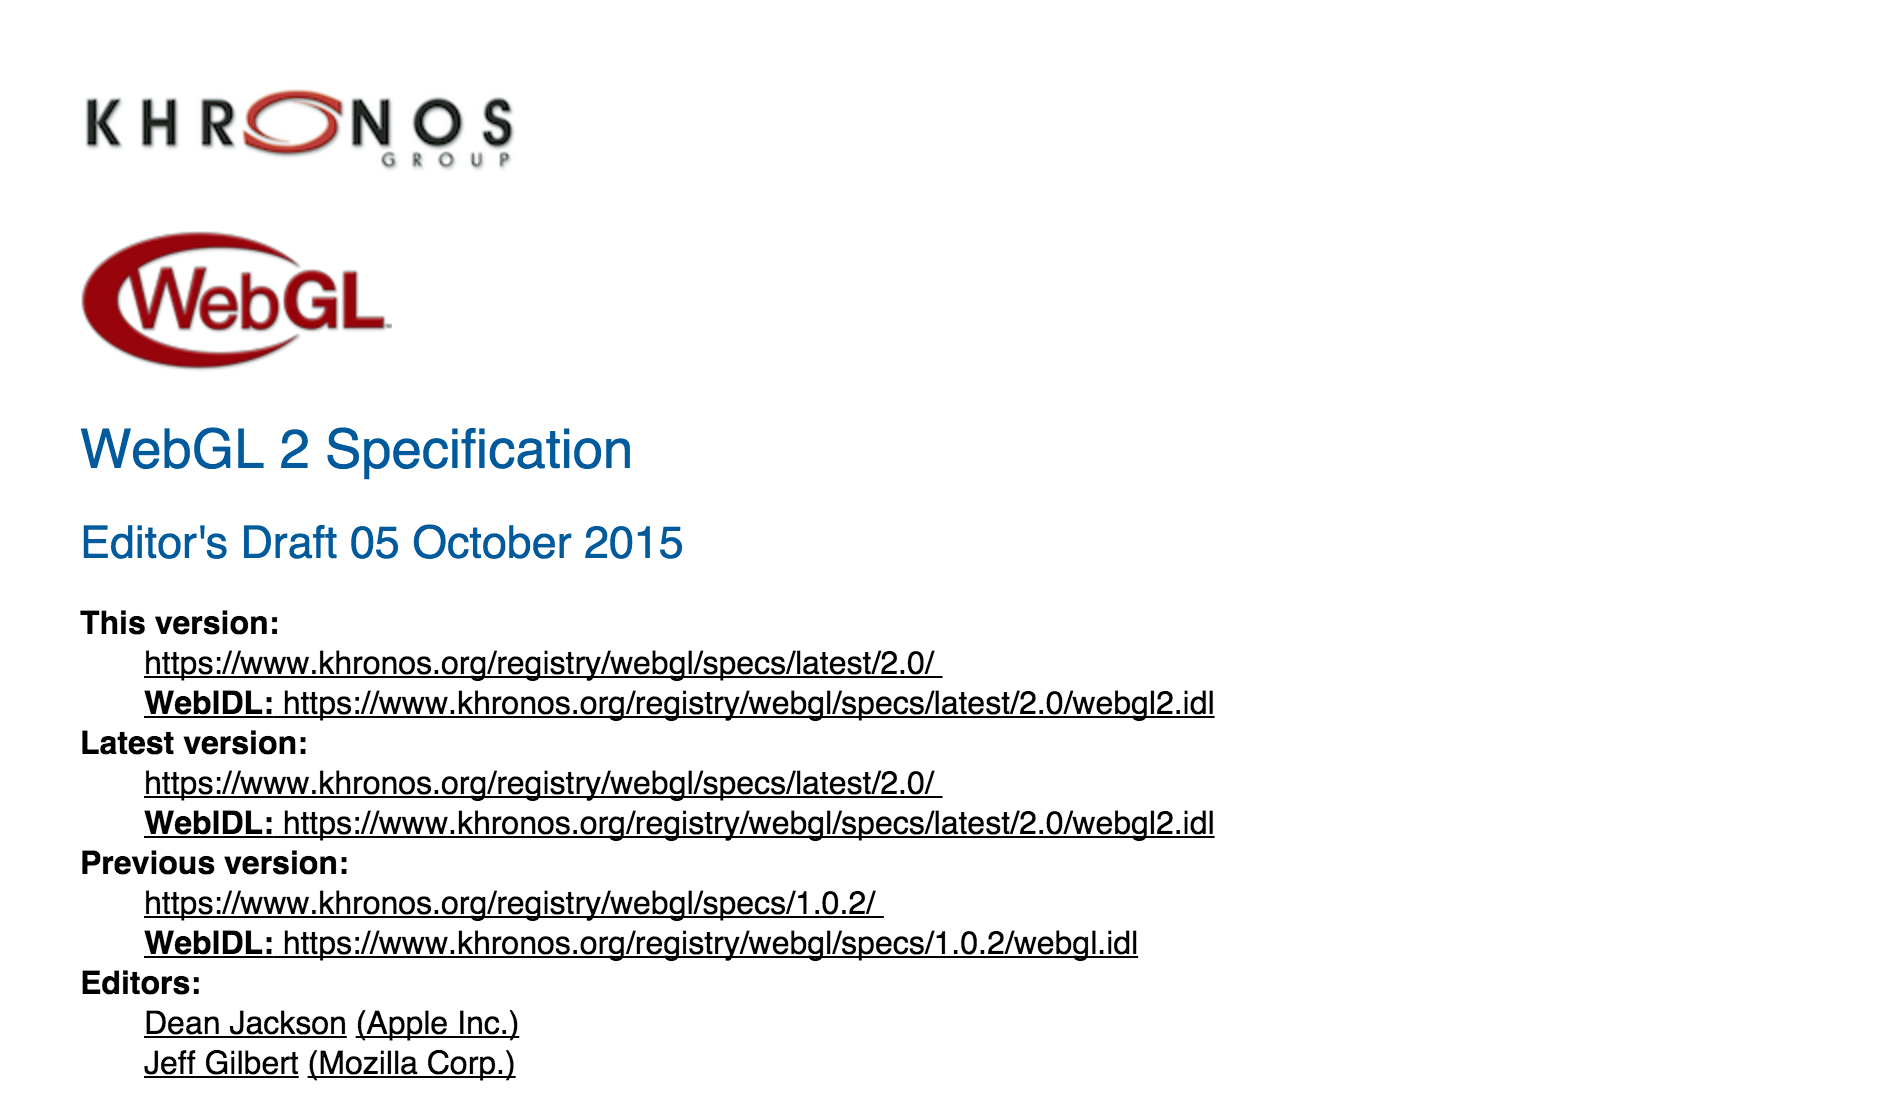 KHRONOS
GROUP
WebGL™
WebGL 2 Specification
Editor's Draft 05 October 2015
This version:
https://www.khronos.org/registry/webgl/specs/latest/2.0/
WebIDL: https://www.khronos.org/registry/webgl/specs/latest/2.0/webgl2.idl
Latest version:
https://www.khronos.org/registry/webgl/specs/latest/2.0/
WebIDL: https://www.khronos.org/registry/webgl/specs/latest/2.0/webgl2.idl
Previous version:
https://www.khronos.org/registry/webgl/specs/1.0.2/
WebIDL: https://www.khronos.org/registry/webgl/specs/1.0.2/webgl.idl
Editors:
Dean Jackson (Apple Inc.)
Jeff Gilbert (Mozilla Corp.)